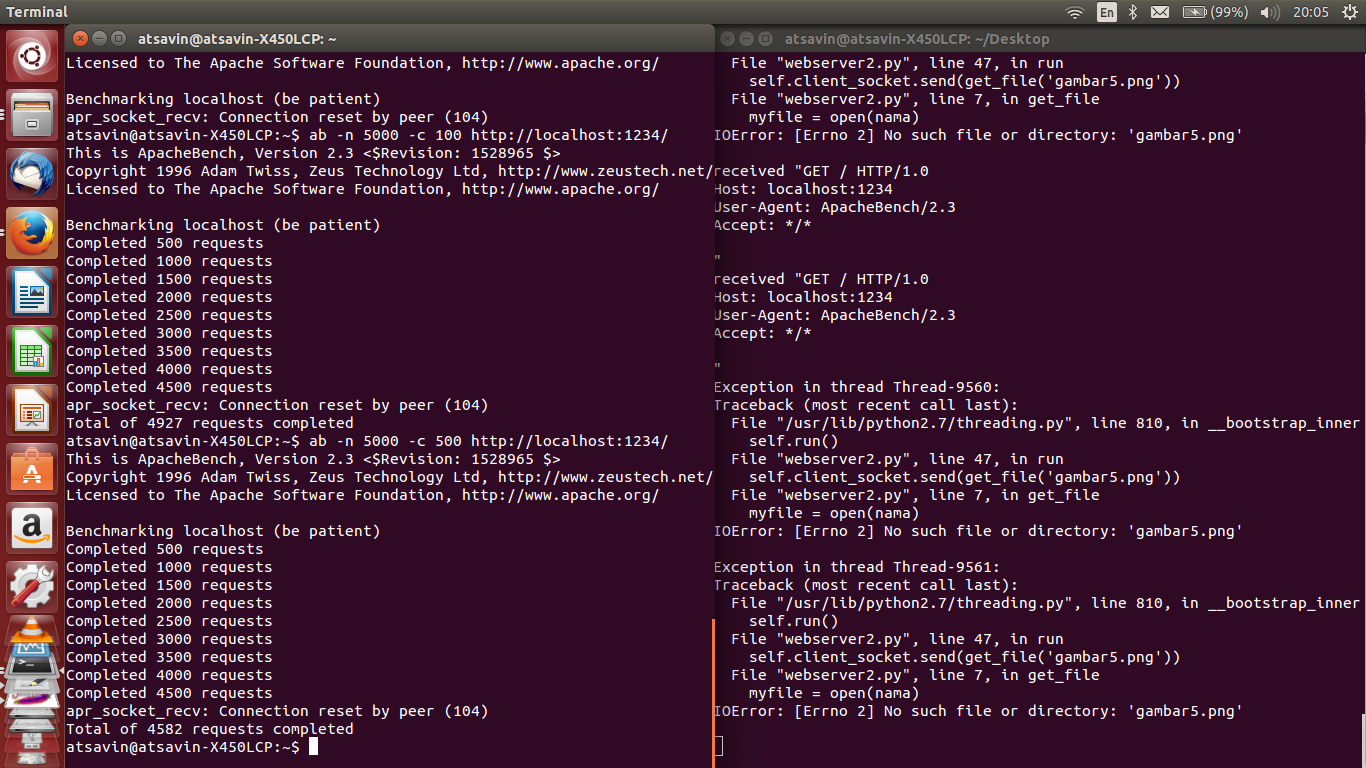 Terminal
En
(99%)
20:05
atsavin@atsavin-X450LCP: ~
Licensed to The Apache Software Foundation, http://www.apache.org/
Benchmarking localhost (be patient)
apr_socket_recv: Connection reset by peer (104)
atsavin@atsavin-X450LCP:~$ ab -n 5000 -c 100 http://localhost:1234/
This is ApacheBench, Version 2.3 <$Revision: 1528965 $>
Copyright 1996 Adam Twiss, Zeus Technology Ltd, http://www.zeustech.net/
Licensed to The Apache Software Foundation, http://www.apache.org/
Benchmarking localhost (be patient)
Completed 500 requests
Completed 1000 requests
Completed 1500 requests
Completed 2000 requests
Completed 2500 requests
Completed 3000 requests
Completed 3500 requests
Completed 4000 requests
Completed 4500 requests
apr_socket_recv: Connection reset by peer (104)
Total of 4927 requests completed
atsavin@atsavin-X450LCP:~$ ab -n 5000 -c 500 http://localhost:1234/
This is ApacheBench, Version 2.3 <$Revision: 1528965 $>
Copyright 1996 Adam Twiss, Zeus Technology Ltd, http://www.zeustech.net/
Licensed to The Apache Software Foundation, http://www.apache.org/
Benchmarking localhost (be patient)
Completed 500 requests
Completed 1000 requests
Completed 1500 requests
Completed 2000 requests
Completed 2500 requests
Completed 3000 requests
Completed 3500 requests
Completed 4000 requests
Completed 4500 requests
apr_socket_recv: Connection reset by peer (104)
Total of 4582 requests completed
atsavin@atsavin-X450LCP:~$
atsavin@atsavin-X450LCP: ~/Desktop
File "webserver2.py", line 47, in run
self.client_socket.send(get_file('gambar5.png'))
File "webserver2.py", line 7, in get_file
myfile = open(nama)
IOError: [Errno 2] No such file or directory: 'gambar5.png'
received "GET / HTTP/1.0
Host: localhost:1234
User-Agent: ApacheBench/2.3
Accept: */*
"
received "GET / HTTP/1.0
Host: localhost:1234
User-Agent: ApacheBench/2.3
Accept: */*
"
Exception in thread Thread-9560:
Traceback (most recent call last):
File "/usr/lib/python2.7/threading.py", line 810, in __bootstrap_inner
self.run()
File "webserver2.py", line 47, in run
self.client_socket.send(get_file('gambar5.png'))
File "webserver2.py", line 7, in get_file
myfile = open(nama)
IOError: [Errno 2] No such file or directory: 'gambar5.png'
Exception in thread Thread-9561:
Traceback (most recent call last):
File "/usr/lib/python2.7/threading.py", line 810, in __bootstrap_inner
self.run()
File "webserver2.py", line 47, in run
self.client_socket.send(get_file('gambar5.png'))
File "webserver2.py", line 7, in get_file
myfile = open(nama)
IOError: [Errno 2] No such file or directory: 'gambar5.png'